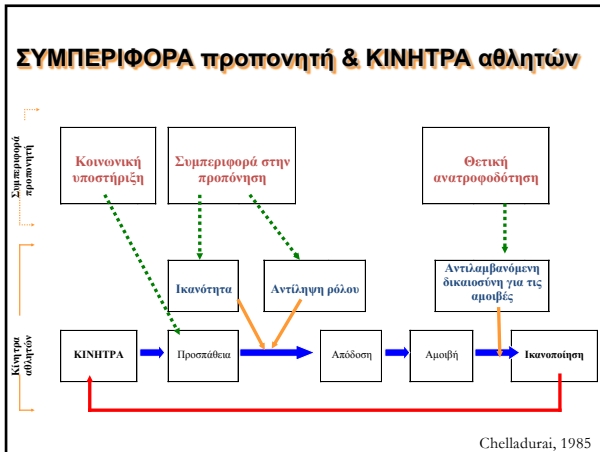 ΣΥΜΠΕΡΙΦΟΡΑ προπονητή & ΚΙΝΗΤΡΑ αθλητών
Συμπεριφορά
προπονητή
Κοινωνική
υποστήριξη
Συμπεριφορά στην
προπόνηση
Θετική
ανατροφοδότηση
Κίνητρα
αθλητών
Ικανότητα
Αντίληψη ρόλου
Αντιλαμβανόμενη
δικαιοσύνη για τις
αμοιβές
ΚΙΝΗΤΡΑ
Προσπάθεια
Απόδοση
Αμοιβή
Ικανοποίηση
Chelladurai, 1985